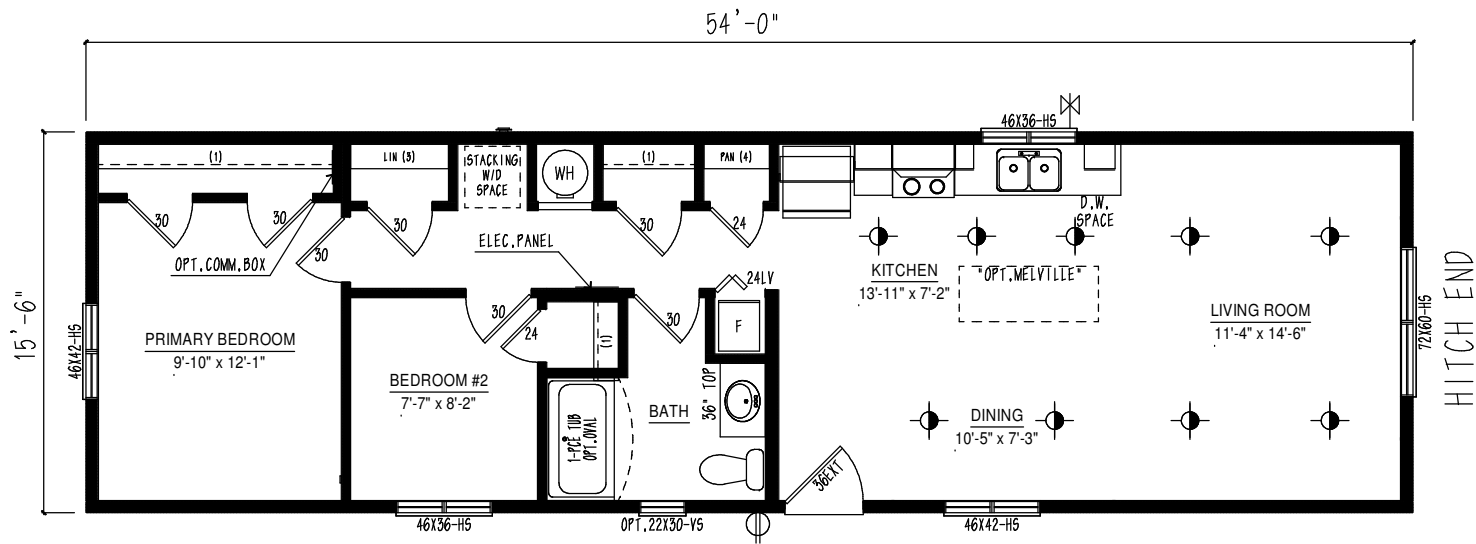 54'-0"
46X36-HS
(1)
LIN (5)
STACKING
W/D
SPACE
WH
(1)
PAN (4)
D.W.
SPACE
30
30
30
30
30
24
ELEC.PANEL
OPT.COMM.BOX
24LV
KITCHEN
13'-11" x 7'-2"
"OPT.MELVILLE"
15'-6"
46X42-HS
PRIMARY BEDROOM
9'-10" x 12'-1"
30
24
(1)
30
F
LIVING ROOM
11'-4" x 14'-6"
72X60-HS
HITCH END
BEDROOM #2
7'-7" x 8'-2"
1-PCE TUB
OPT.OVAL
BATH
36" TOP
DINING
10'-5" x 7'-3"
36EXT
46X36-HS
OPT.22X30-VS
46X42-HS